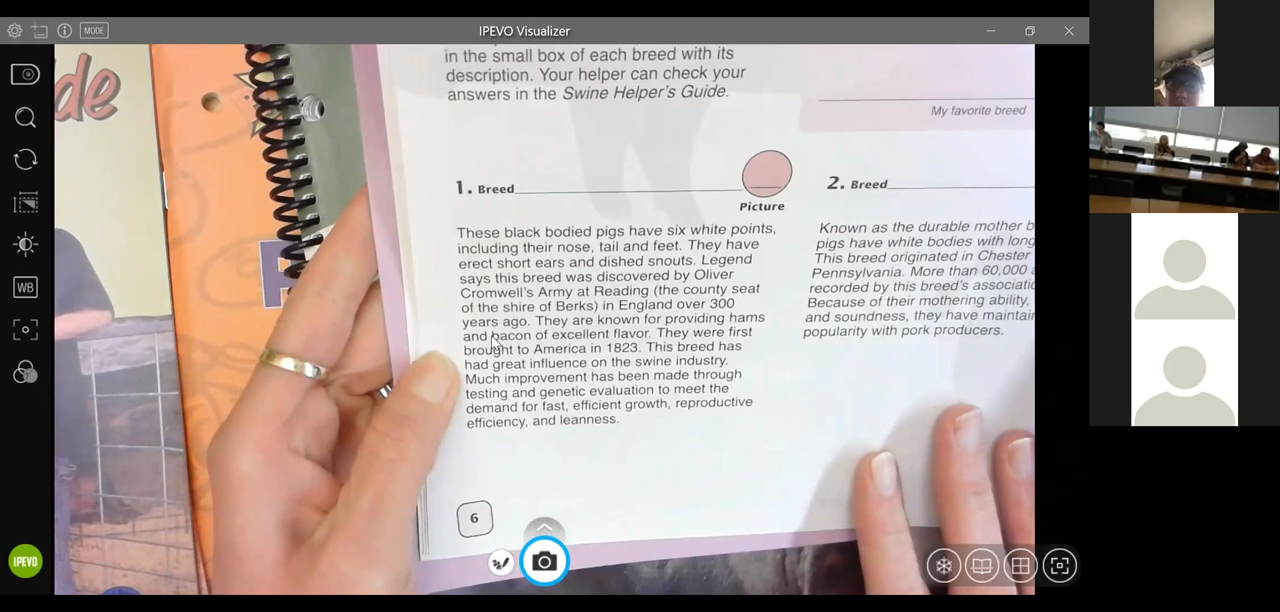 IPEVO Visualizer
MODE
WB
IPEVO
de
in the small box of each breed with its
description. Your helper can check your
answers in the Swine Helper's Guide.
My favorite breed
1. Breed
Picture
These black bodied pigs have six white points,
including their nose, tail and feet. They have
erect short ears and dished snouts. Legend
says this breed was discovered by Oliver
Cromwell's Army at Reading (the county seat
of the shire of Berks) in England over 300
years ago. They are known for providing hams
and bacon of excellent flavor. They were first
brought to America in 1823. This breed has
had great influence on the swine industry.
Much improvement has been made through
testing and genetic evaluation to meet the
demand for fast, efficient growth, reproductive
efficiency, and leanness.
6
2. Breed
Known as the durable mother b
pigs have white bodies with long
This breed originated in Chester
Pennsylvania. More than 60,000 a
recorded by this breed's associatio
Because of their mothering ability,
and soundness, they have maintain
popularity with pork producers.